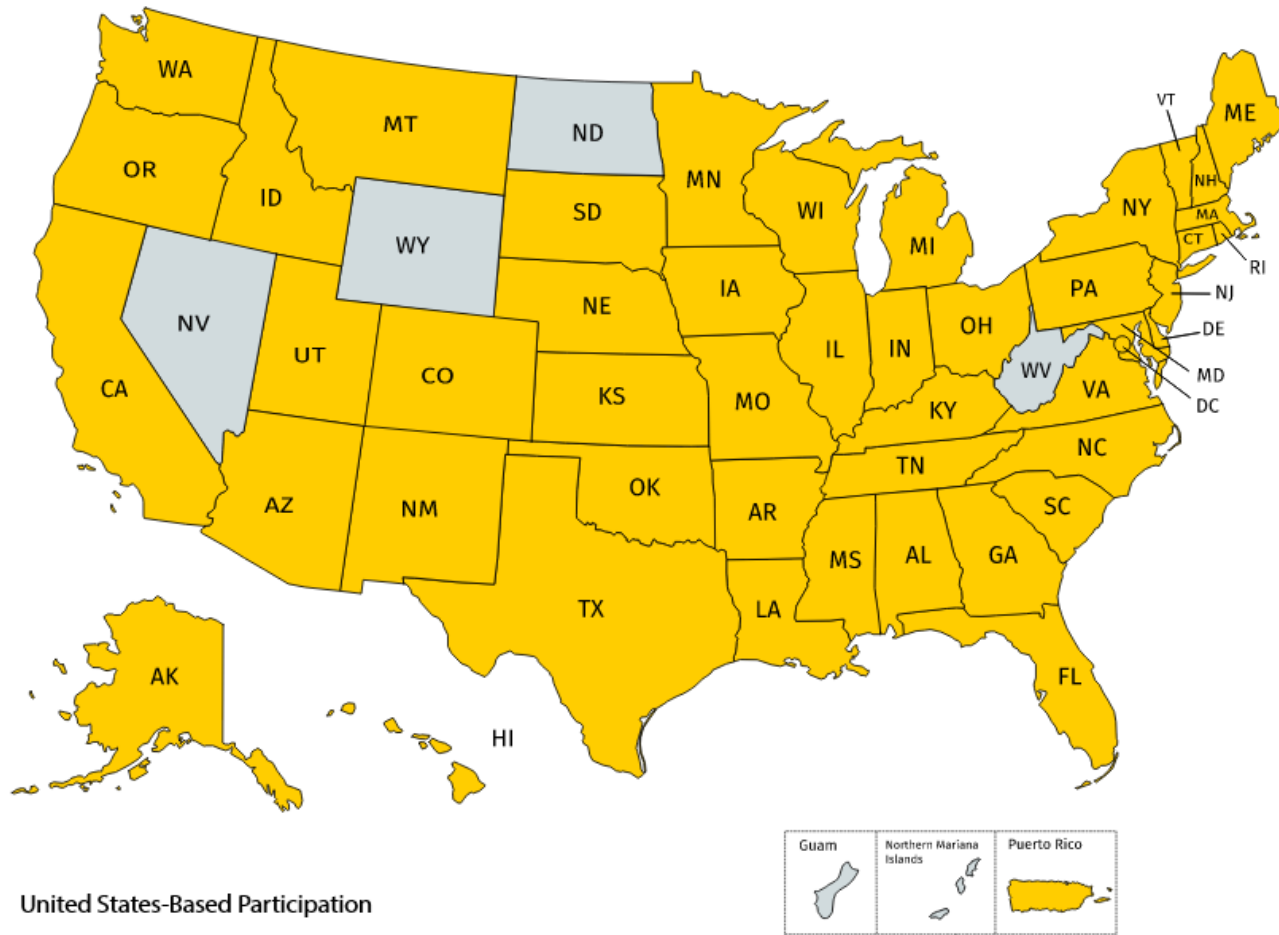 WA
MT
ND
MN
OR
ID
SD
WY
WI
MI
VT
ME
NH
NY
MA
CT
RI
NV
UT
CO
NE
IA
PA
NJ
CA
KS
MO
IL
IN
OH
WV
VA
DE
MD
DC
KY
NC
TN
AZ
NM
OK
AR
SC
MS
AL
GA
TX
LA
FL
AK
HI
Guam
Northern Mariana
Islands
Puerto Rico
United States-Based Participation